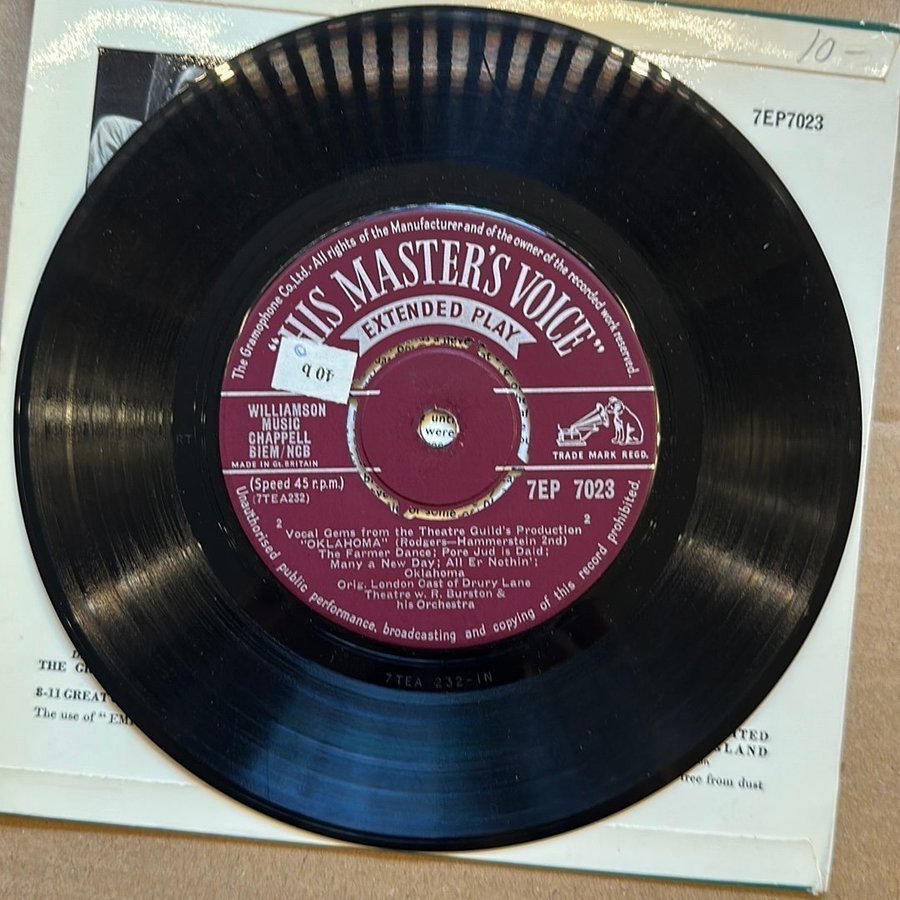 10-
7EP7023
The Gramophone Co. Ltd. All rights of the Manufacturer and of the owner of the recorded work reserved.
"HIS MASTER'S VOICE"
EXTENDED PLAY
40 b
until
were
WILLIAMSON
MUSIC
CHAPPELL
BIEM/NCB
MADE IN Gt. BRITAIN
TRADE MARK REGD.
(Speed 45 r.p.m.)
(7TEA232)
7EP 7023
2 2
Vocal Gems from the Theatre Guild's Production
"OKLAHOMA" (Rodgers—Hammerstein 2nd)
The Farmer Dance; Pore Jud is Daid;
Many a New Day; All Er Nothin';
Oklahoma
Orig. London Cast of Drury Lane
Theatre w. R. Burston &
his Orchestra
Unauthorised public performance, broadcasting and copying of this record prohibited.
7TEA 232-1N
THE
8-11 GREAT
The use of "
free from dust